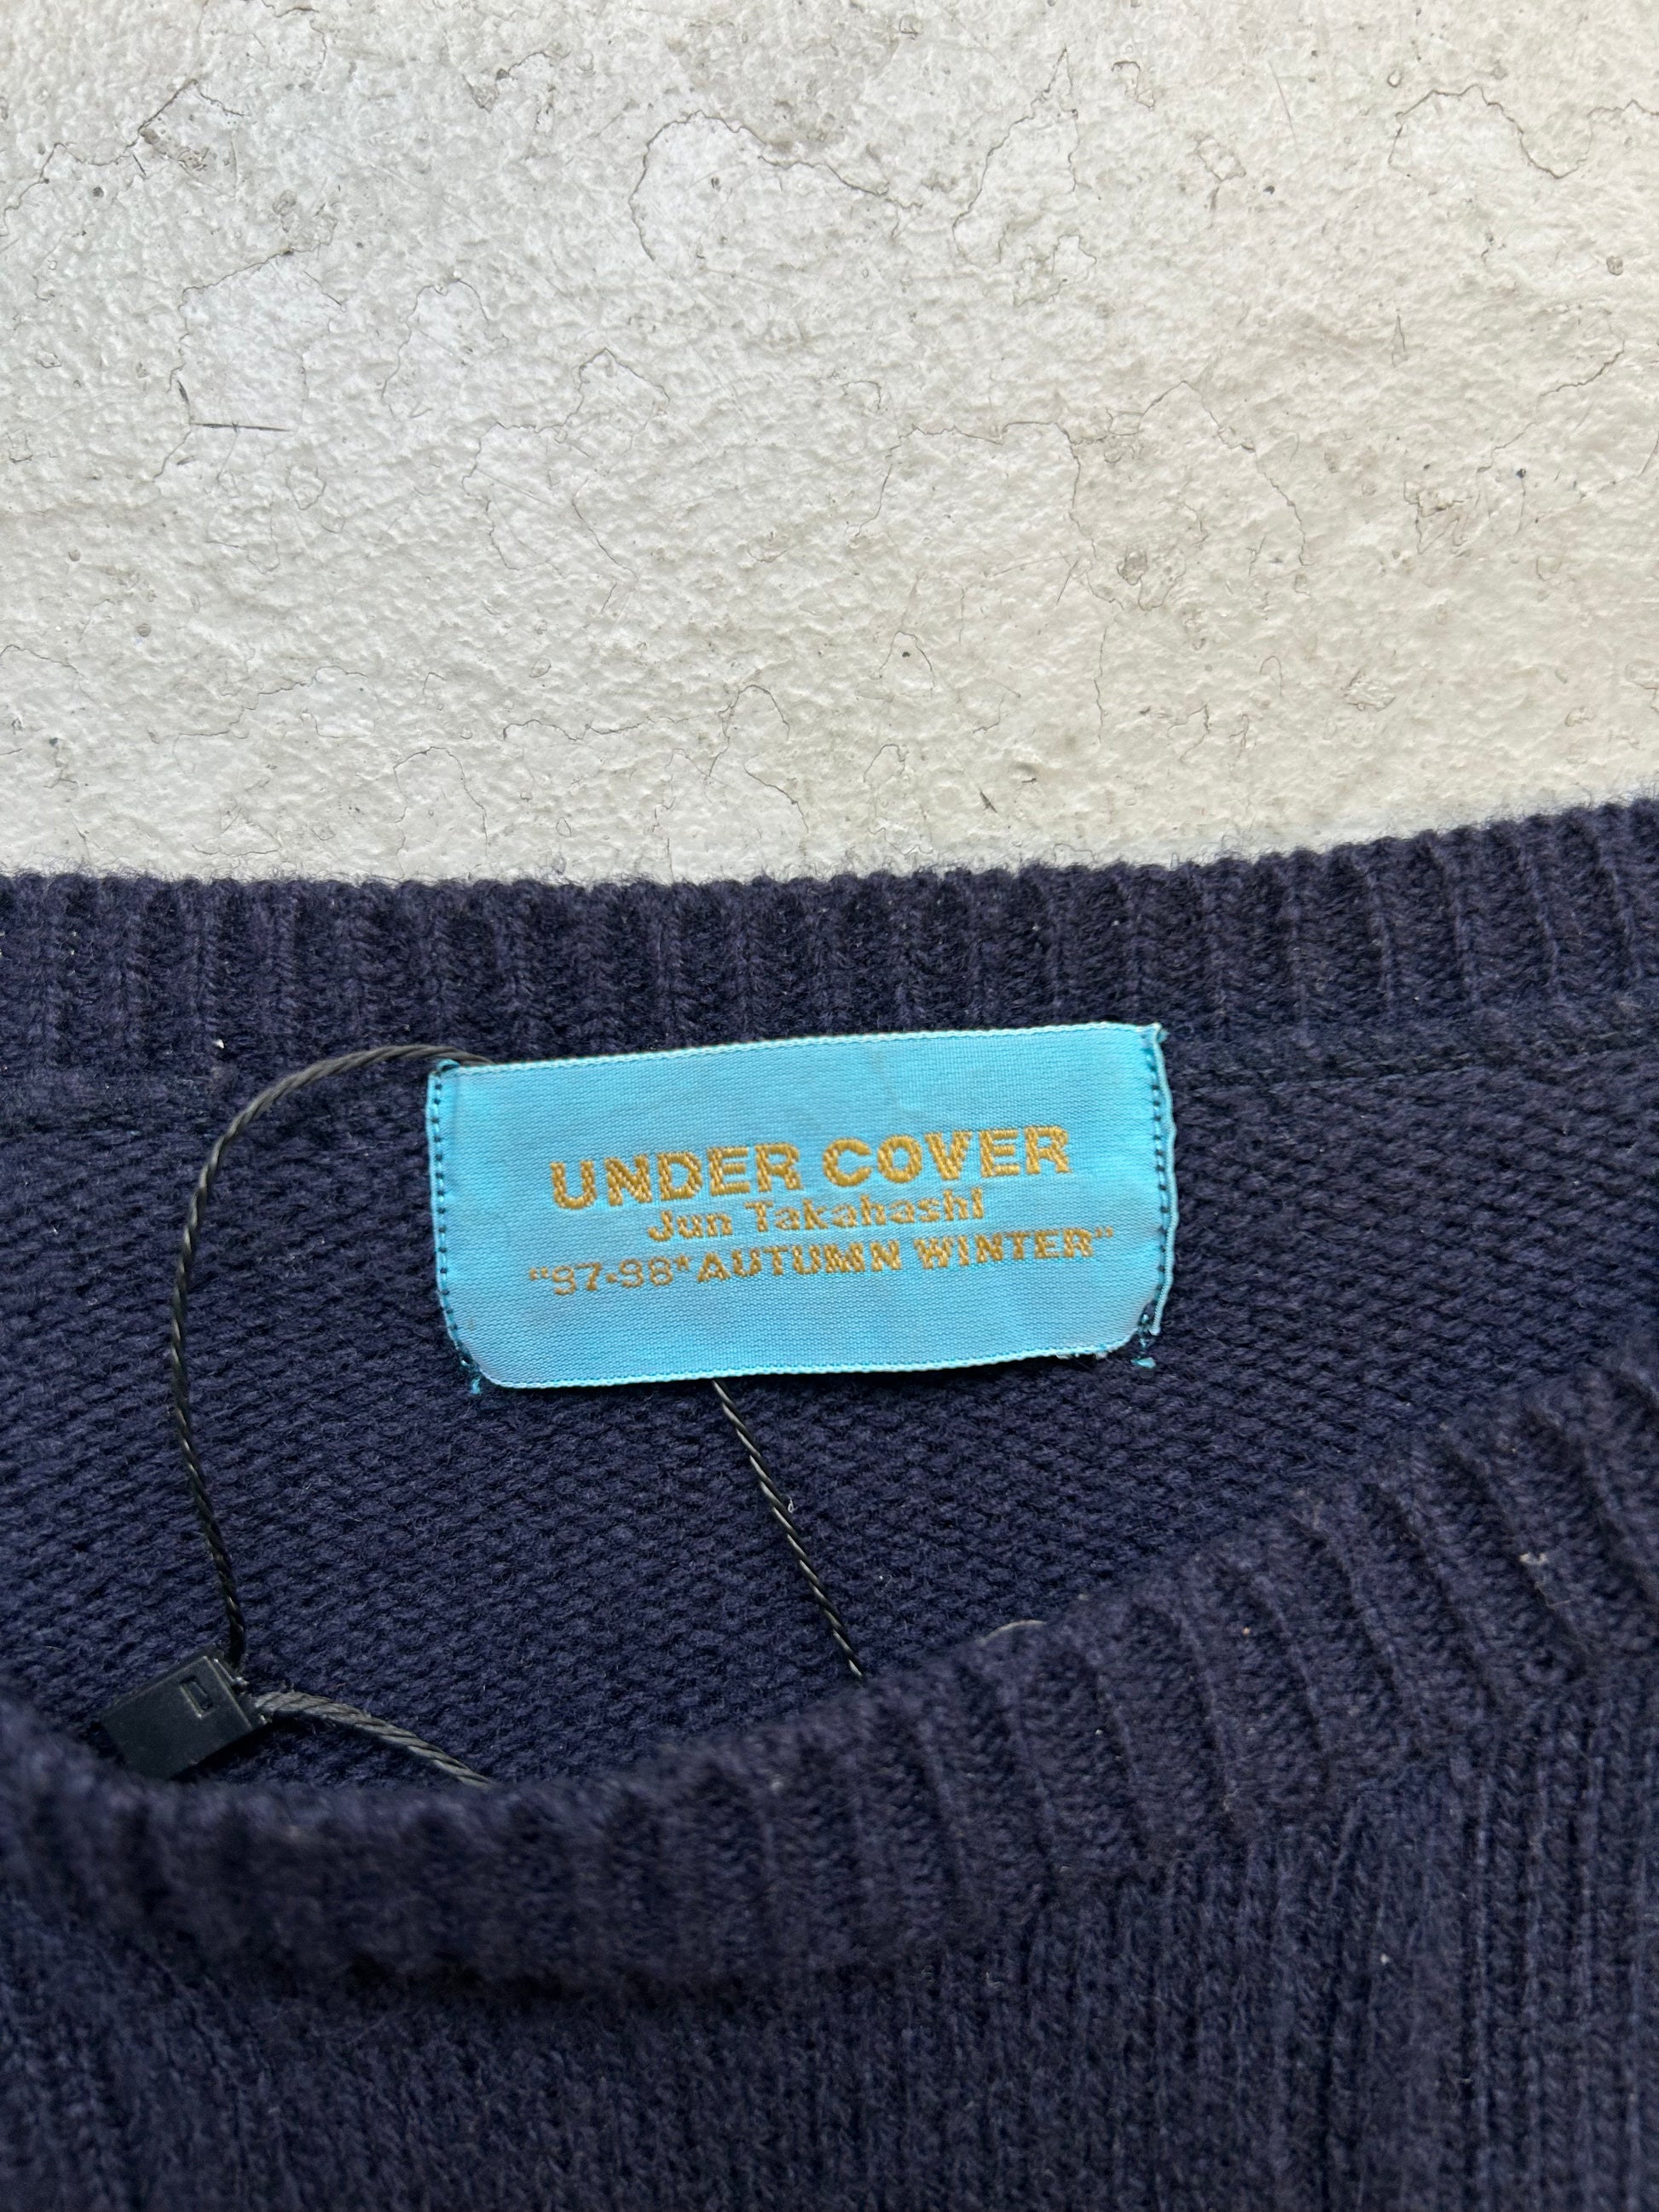 UNDER COVER
Jun Takahashi
"97-98*AUTUMN WINTER"